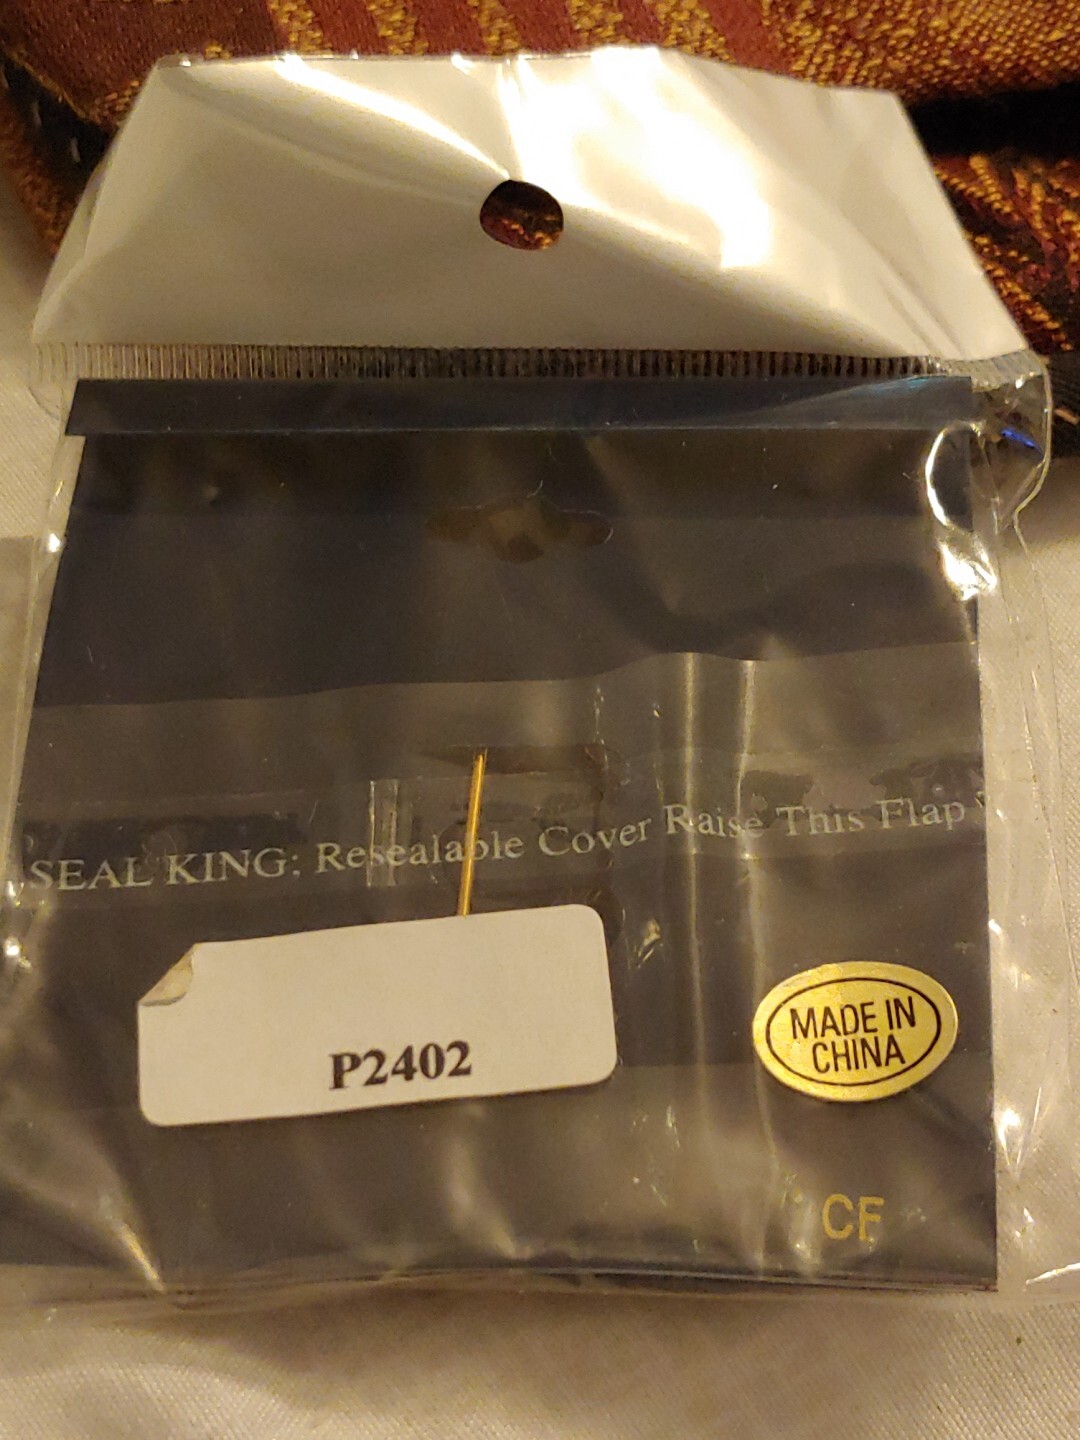 SEAL KING: Resealable Cover Raise This Flap
P2402
MADE IN
CHINA
CF